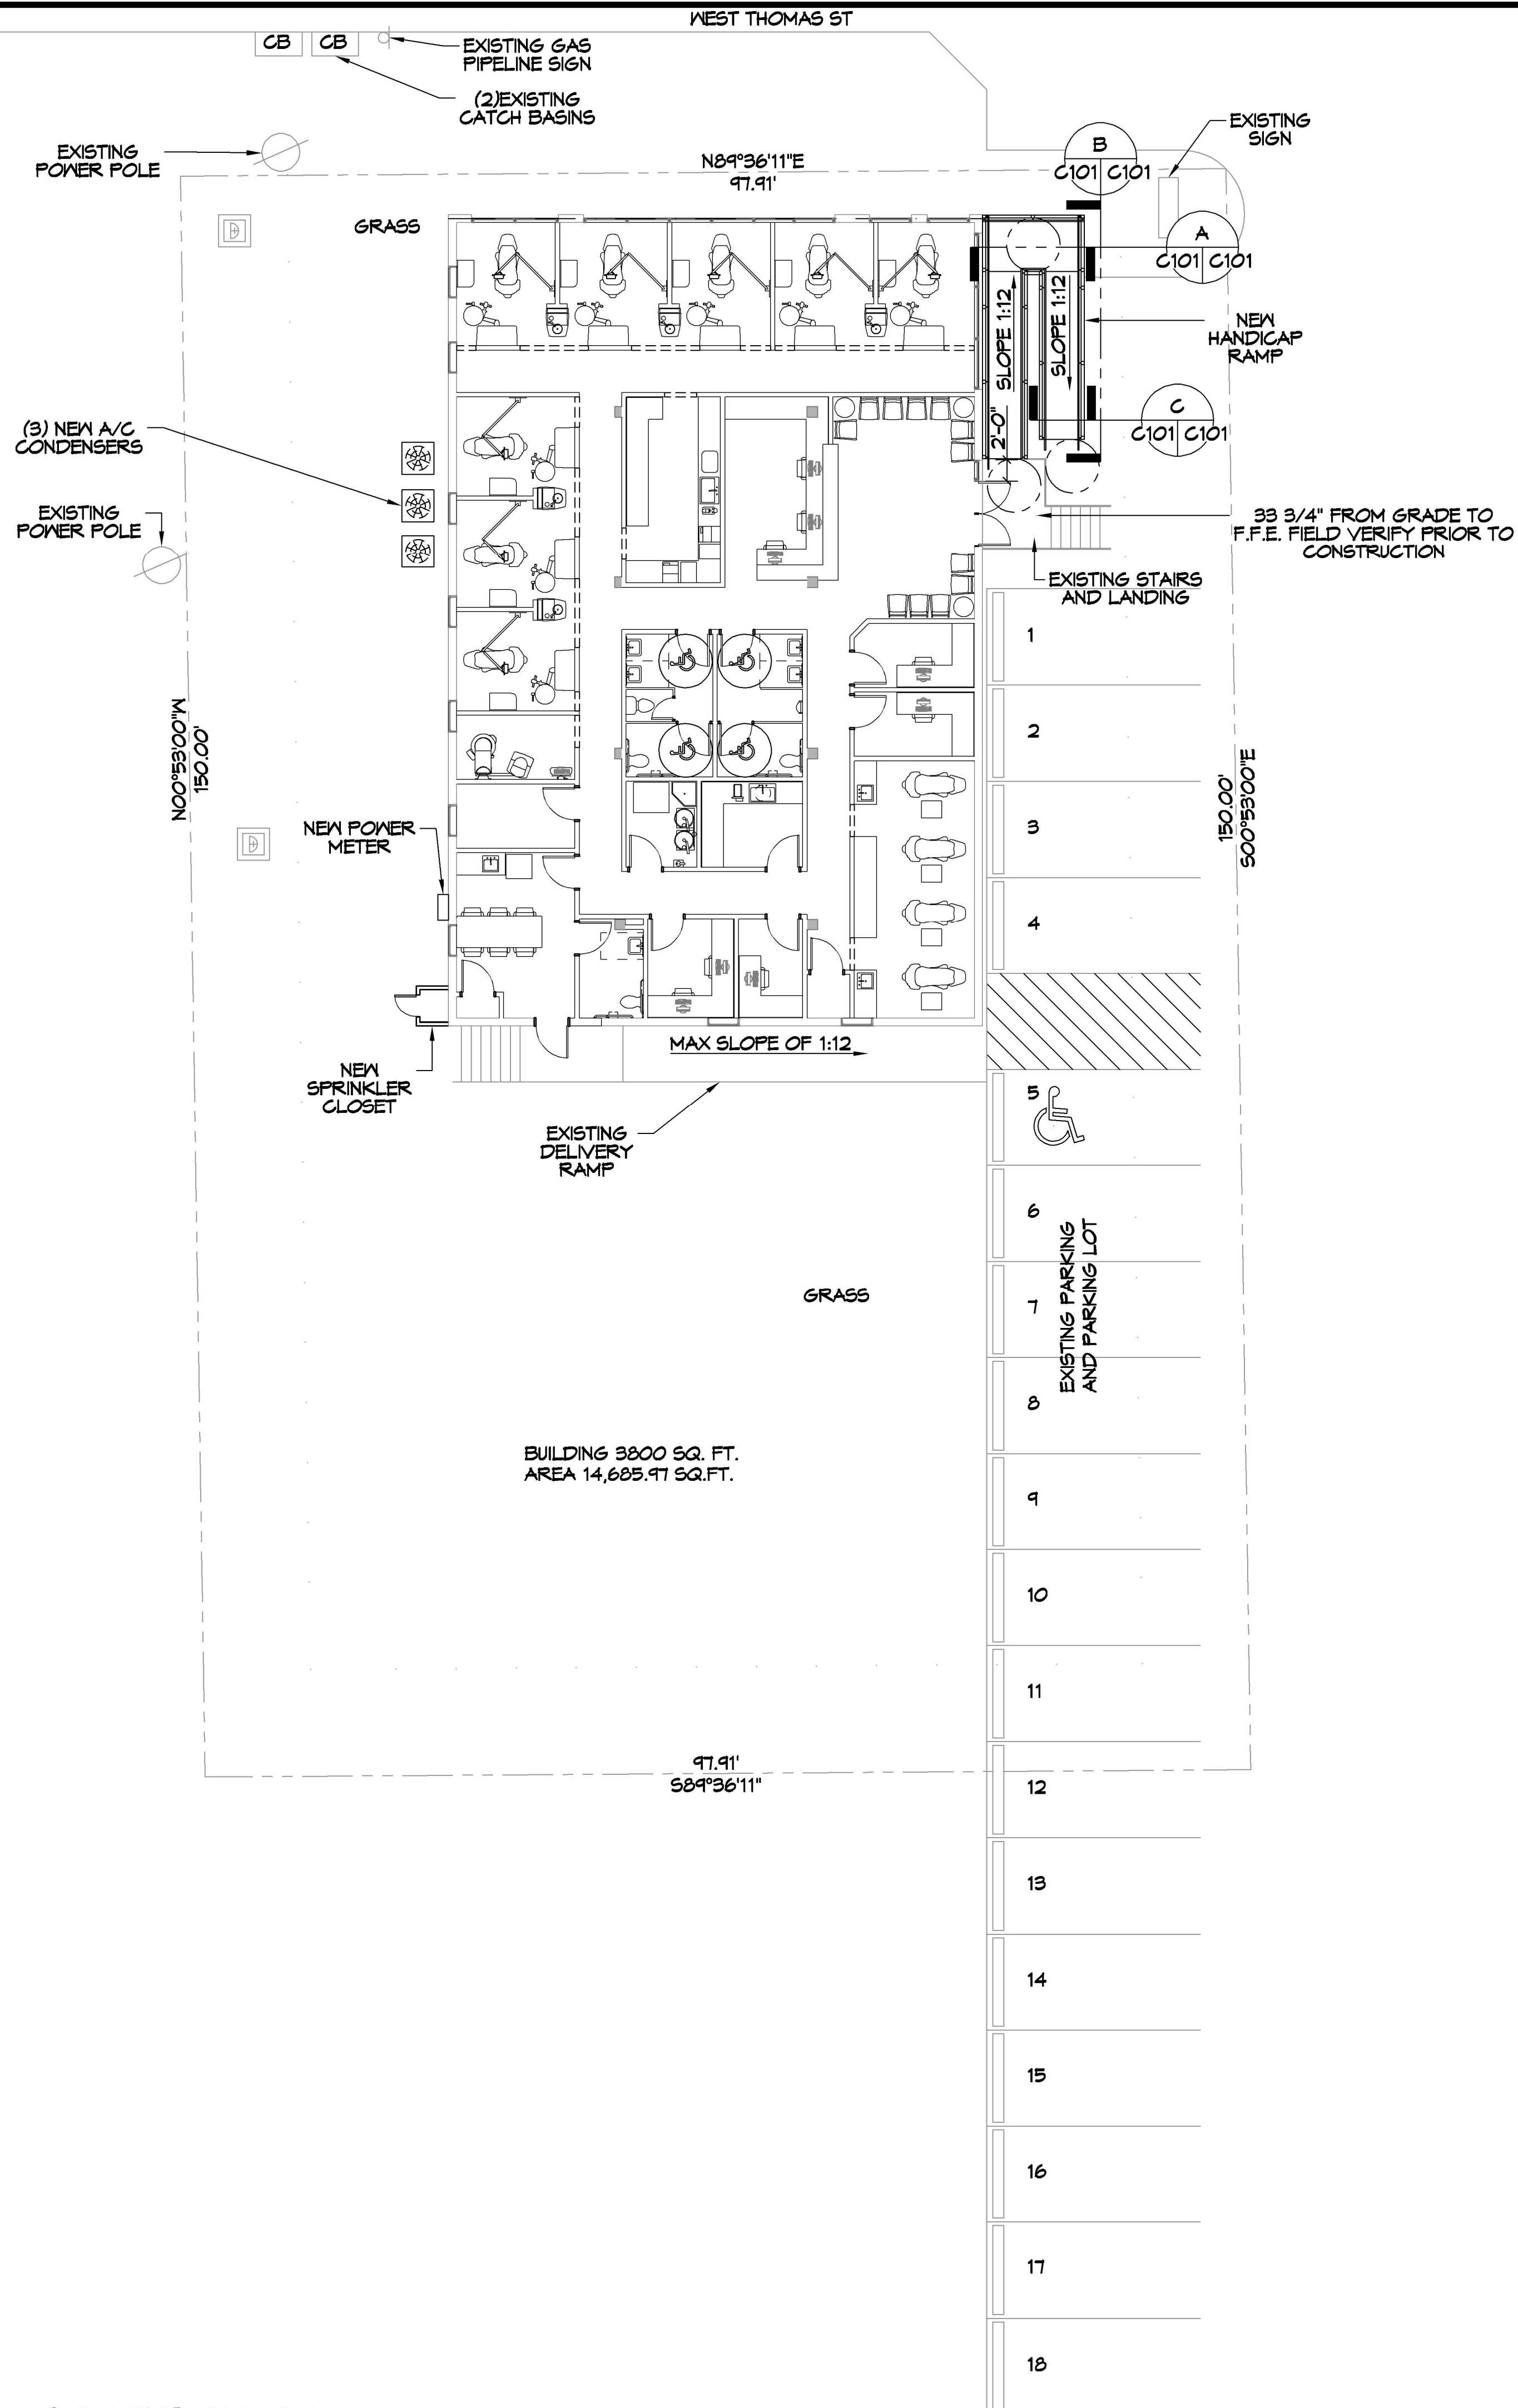 WEST THOMAS ST
CB
CB
EXISTING GAS
PIPELINE SIGN
(2)EXISTING
CATCH BASINS
EXISTING
POWER POLE
N89°36'11"E
97.91'
GRASS
EXISTING
SIGN
B
C101
C101
A
C101
C101
SLOPE 1:12
SLOPE 1:12
NEW
HANDICAP
RAMP
C
C101
C101
2'-0"
(3) NEW A/C
CONDENSERS
EXISTING
POWER POLE
33 3/4" FROM GRADE TO
F.F.E. FIELD VERIFY PRIOR TO
CONSTRUCTION
EXISTING STAIRS
AND LANDING
N00°53'00"W
150.00'
150.00'
S00°53'00"E
1
2
3
4
NEW POWER
METER
NEW
SPRINKLER
CLOSET
MAX SLOPE OF 1:12
EXISTING
DELIVERY
RAMP
5
6
EXISTING PARKING
AND PARKING LOT
7
GRASS
8
BUILDING 3800 SQ. FT.
AREA 14,685.97 SQ.FT.
9
10
11
97.91'
S89°36'11"
12
13
14
15
16
17
18